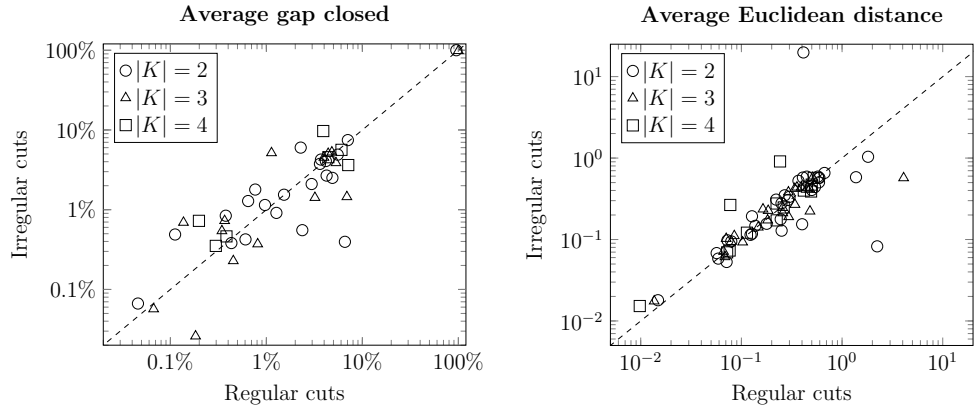 Average gap closed
100%
10%
1%
0.1%
Irregular cuts
|K| = 2
|K| = 3
|K| = 4
0.1%
1%
10%
100%
Regular cuts
Average Euclidean distance
10^1
10^0
10^-1
10^-2
Irregular cuts
|K| = 2
|K| = 3
|K| = 4
10^-2
10^-1
10^0
10^1
Regular cuts